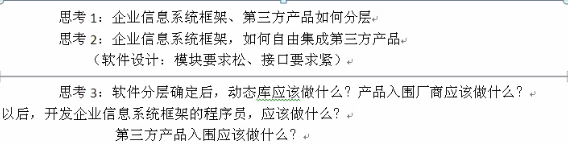 思考 1：企业信息系统框架、第三方产品如何分层
思考 2：企业信息系统框架，如何自由集成第三方产品
（软件设计：模块要求松、接口要求紧）
思考 3：软件分层确定后，动态库应该做什么？产品入围厂商应该做什么？
以后，开发企业信息系统框架的程序员，应该做什么？
第三方产品入围应该做什么？